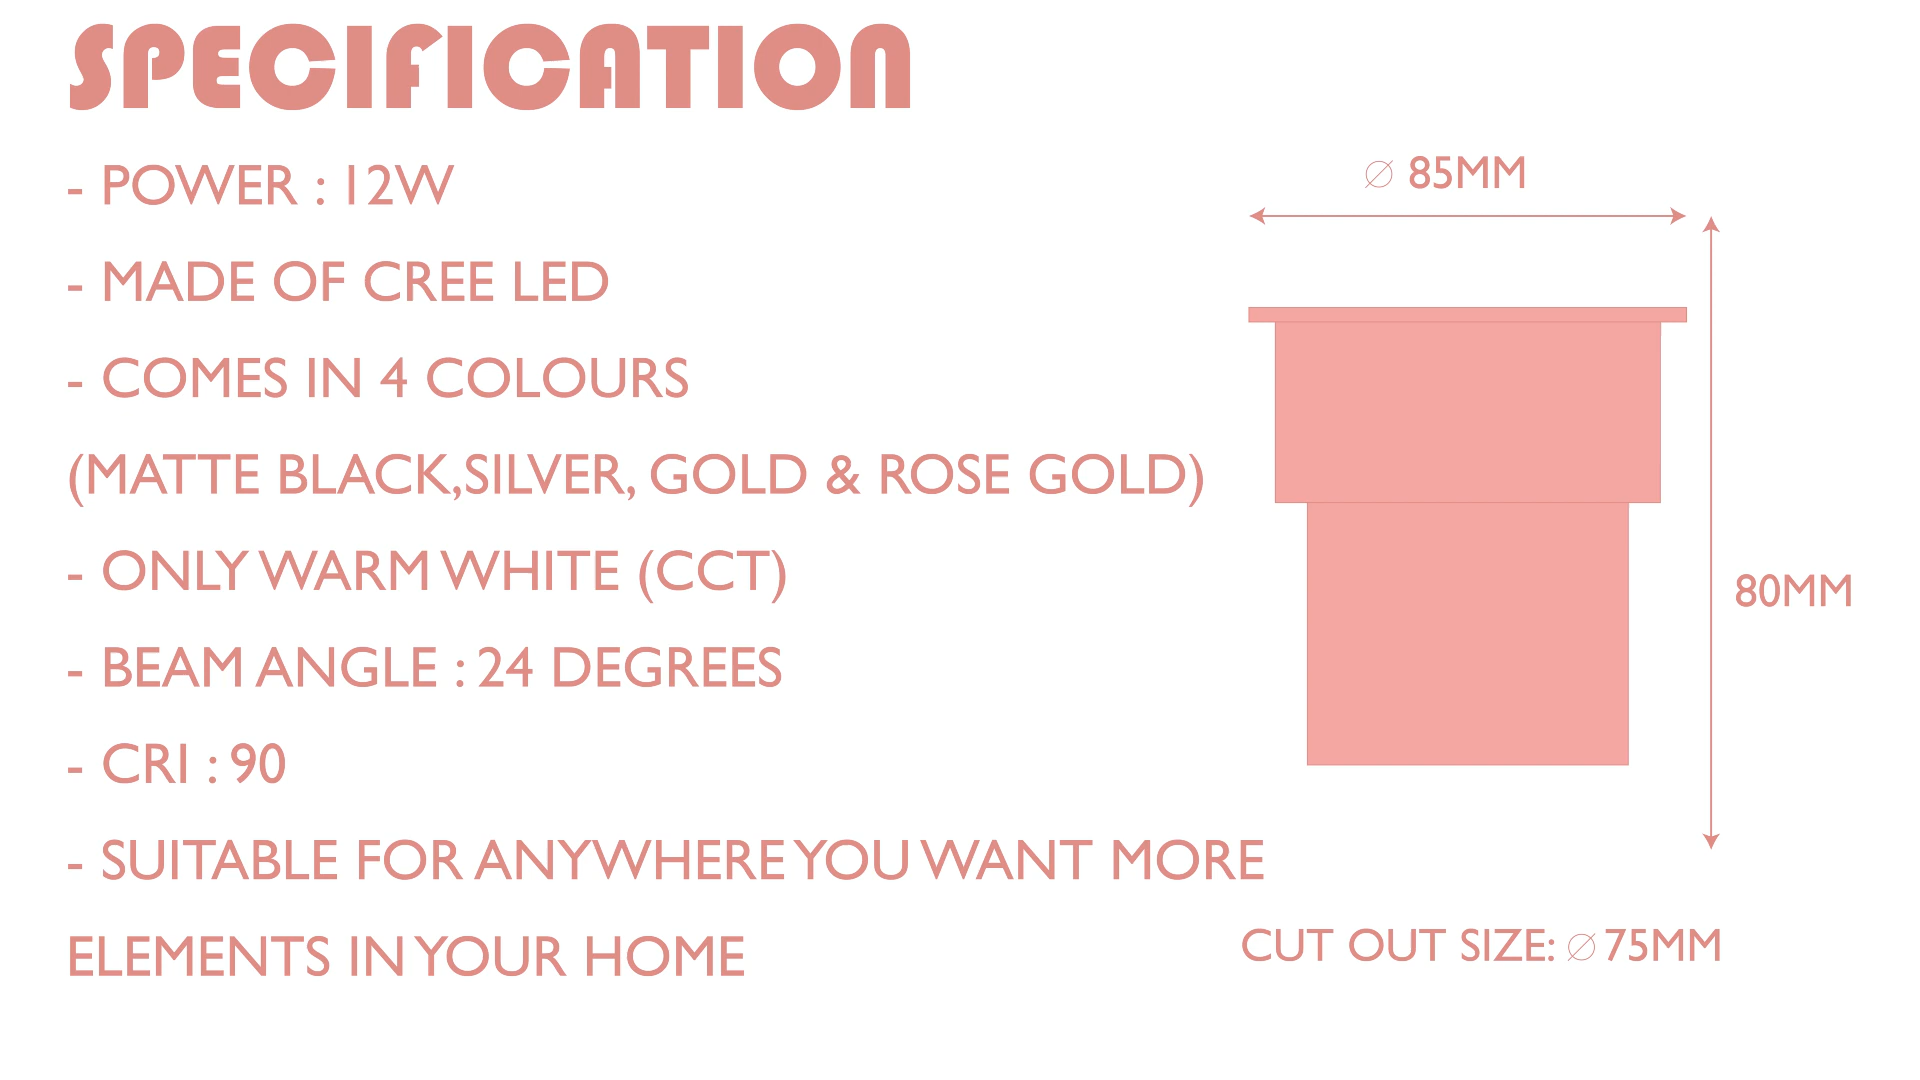 SPECIFICATION
- POWER : 12W
- MADE OF CREE LED
- COMES IN 4 COLOURS
(MATTE BLACK,SILVER, GOLD & ROSE GOLD)
- ONLY WARM WHITE (CCT)
- BEAM ANGLE : 24 DEGREES
- CRI : 90
- SUITABLE FOR ANYWHERE YOU WANT MORE
ELEMENTS IN YOUR HOME
∅ 85MM
80MM
CUT OUT SIZE: ∅ 75MM